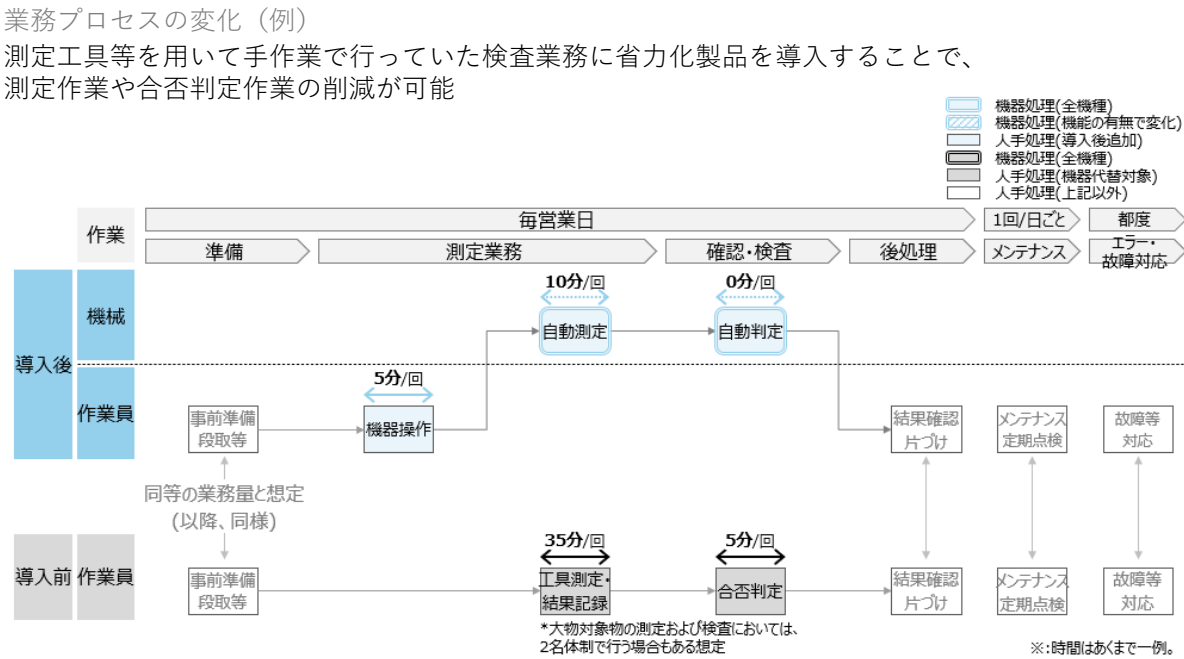 業務プロセスの変化（例）
測定工具等を用いて手作業で行っていた検査業務に省力化製品を導入することで、
測定作業や合否判定作業の削減が可能
機器処理(全機種)
機器処理(機能の有無で変化)
人手処理(導入後追加)
機器処理(全機種)
人手処理(機器代替対象)
人手処理(上記以外)
作業
毎営業日
1回/日ごと
都度
準備
測定業務
確認・検査
後処理
メンテナンス
エラー・
故障対応
導入後
機械
10分/回
自動測定
0分/回
自動判定
作業員
事前準備
段取等
5分/回
機器操作
結果確認
片づけ
メンテナンス
定期点検
故障等
対応
同等の業務量と想定
(以降、同様)
導入前
作業員
事前準備
段取等
35分/回
工具測定・
結果記録
5分/回
合否判定
結果確認
片づけ
メンテナンス
定期点検
故障等
対応
*大物対象物の測定および検査においては、
2名体制で行う場合もある想定
※：時間はあくまで一例。